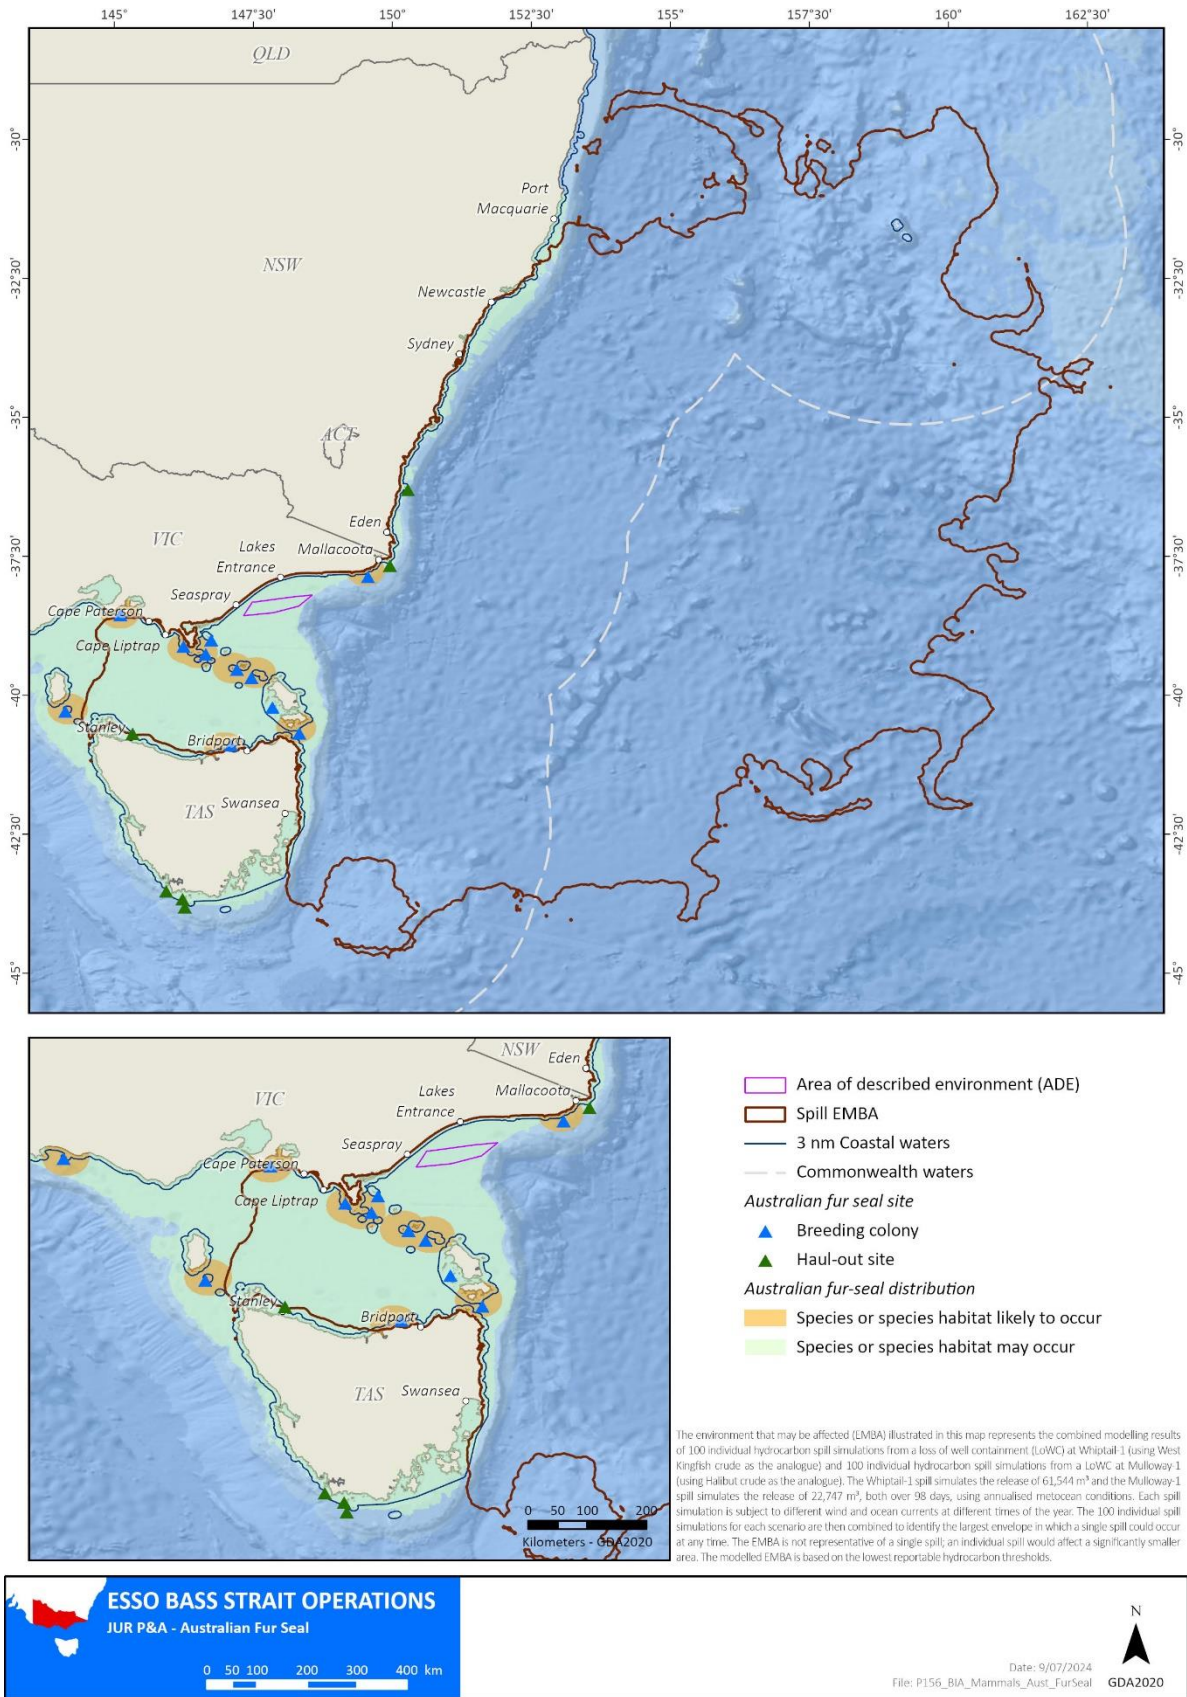 145° 147°30' 150° 152°30' 155° 157°30' 160° 162°30'
QLD
-30° -30°
Port
Macquarie
NSW
-32°30' -32°30'
Newcastle
Sydney
-35° -35°
ACT
Eden
VIC
Lakes
Entrance
Mallacoota
-37°30' -37°30'
Seaspray
Cape Paterson
Cape Liptrap
-40° -40°
Stanley
Bridport
TAS
Swansea
-42°30' -42°30'
-45° -45°
NSW
Eden
VIC
Lakes
Entrance
Mallacoota
Seaspray
Cape Paterson
Cape Liptrap
Stanley
Bridport
TAS
Swansea
0 50 100 200
Kilometers - GDA2020
Area of described environment (ADE)
Spill EMBA
3 nm Coastal waters
Commonwealth waters
Australian fur seal site
Breeding colony
Haul-out site
Australian fur-seal distribution
Species or species habitat likely to occur
Species or species habitat may occur
The environment that may be affected (EMBA) illustrated in this map represents the combined modelling results
of 100 individual hydrocarbon spill simulations from a loss of well containment (LoWC) at Whiptail-1 (using West
Kingfish crude as the analogue) and 100 individual hydrocarbon spill simulations from a LoWC at Mulloway-1
(using Halibut crude as the analogue). The Whiptail-1 spill simulates the release of 61,544 m³ and the Mulloway-1
spill simulates the release of 22,747 m³, both over 98 days, using annualised metocean conditions. Each spill
simulation is subject to different wind and ocean currents at different times of the year. The 100 individual spill
simulations for each scenario are then combined to identify the largest envelope in which a single spill could occur
at any time. The EMBA is not representative of a single spill; an individual spill would affect a significantly smaller
area. The modelled EMBA is based on the lowest reportable hydrocarbon thresholds.
ESSO BASS STRAIT OPERATIONS
JUR P&A - Australian Fur Seal
0 50 100 200 300 400 km
N
Date: 9/07/2024
File: P156_BIA_Mammals_Aust_FurSeal
GDA2020